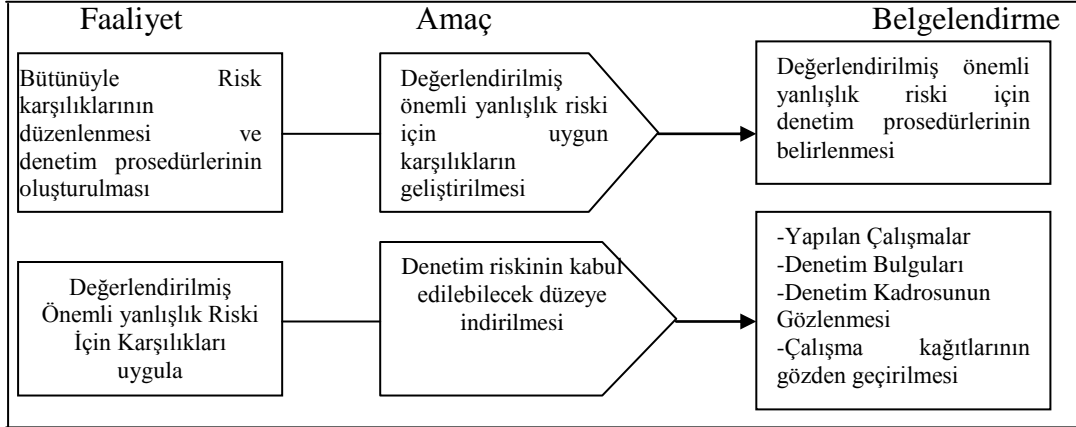 Faaliyet Amaç Belgelendirme
Bütünüyle Risk
karşılıklarının
düzenlenmesi ve
denetim prosedürlerinin
oluşturulması
Değerlendirilmiş
önemli yanlışlık riski
için uygun
karşılıkların
geliştirilmesi
Değerlendirilmiş önemli
yanlışlık riski için
denetim prosedürlerinin
belirlenmesi
Değerlendirilmiş
Önemli yanlışlık Riski
İçin Karşılıkları
uygula
Denetim riskinin kabul
edilebilecek düzeye
indirilmesi
-Yapılan Çalışmalar
-Denetim Bulguları
-Denetim Kadrosunun
Gözlenmesi
-Çalışma kağıtlarının
gözden geçirilmesi